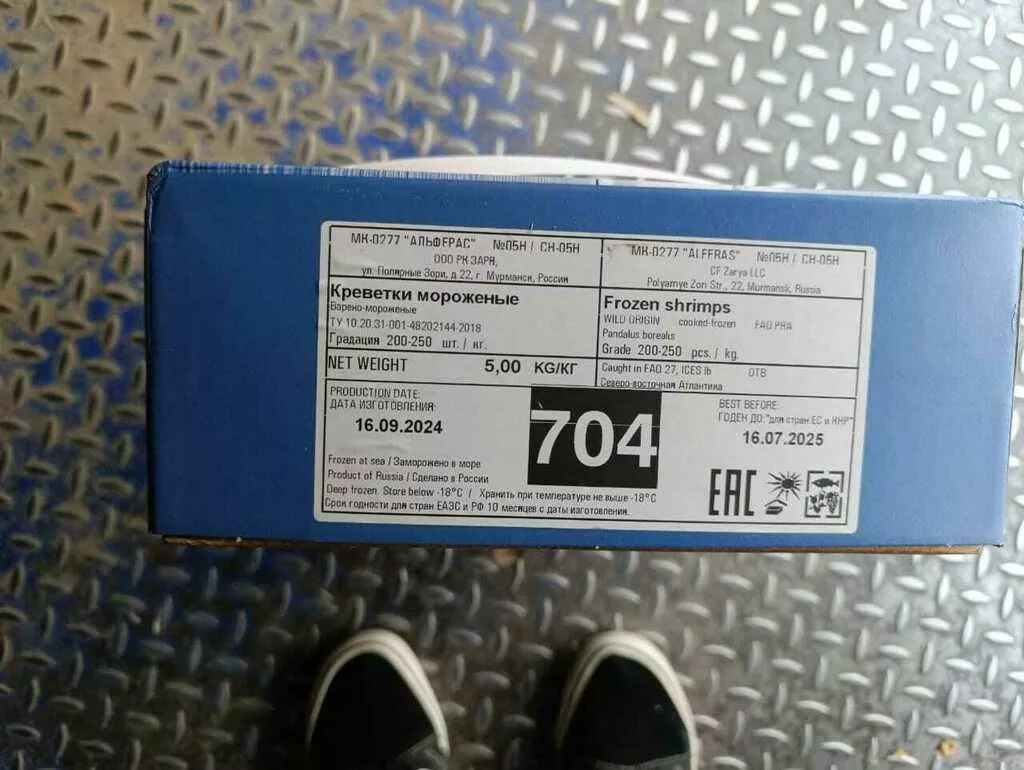 МК-0277 "АЛЬФЕРАС" №05Н / СН-05Н
ООО РК ЗАРЯ,
ул. Полярные Зори, д 22, г. Мурманск, Россия
Креветки мороженые
Варено-мороженые
ТУ 10.20.31-001-48202144-2018
Градация 200-250 шт. / кг.
МК-0277 "ALFERAS" №05Н / СН-05Н
CF Zarya LLC
Polyarnye Zori Str., 22, Murmansk, Russia
Frozen shrimps
WILD ORIGIN cooked-frozen FAO PRA
Pandalus borealis
Grade 200-250 pcs. / kg.
NET WEIGHT 5,00 KG/КГ
Caught in FAO 27, ICES Ib OTB
Северо-восточная Атлантика
PRODUCTION DATE:
ДАТА ИЗГОТОВЛЕНИЯ:
16.09.2024
704
BEST BEFORE:
ГОДЕН ДО: "для стран ЕС и КНР"
16.07.2025
Frozen at sea / Заморожено в море
Product of Russia / Сделано в России
Deep frozen. Store below -18°C / Хранить при температуре не выше -18°C
Срок годности для стран ЕАЭС и РФ 10 месяцев с даты изготовления.
EAC